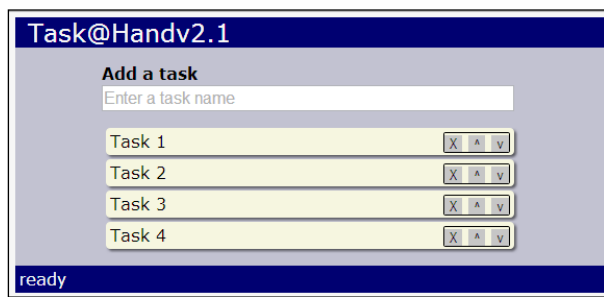 Task@Handv2.1
Add a task
Enter a task name
Task 1 X ^ v
Task 2 X ^ v
Task 3 X ^ v
Task 4 X ^ v
ready